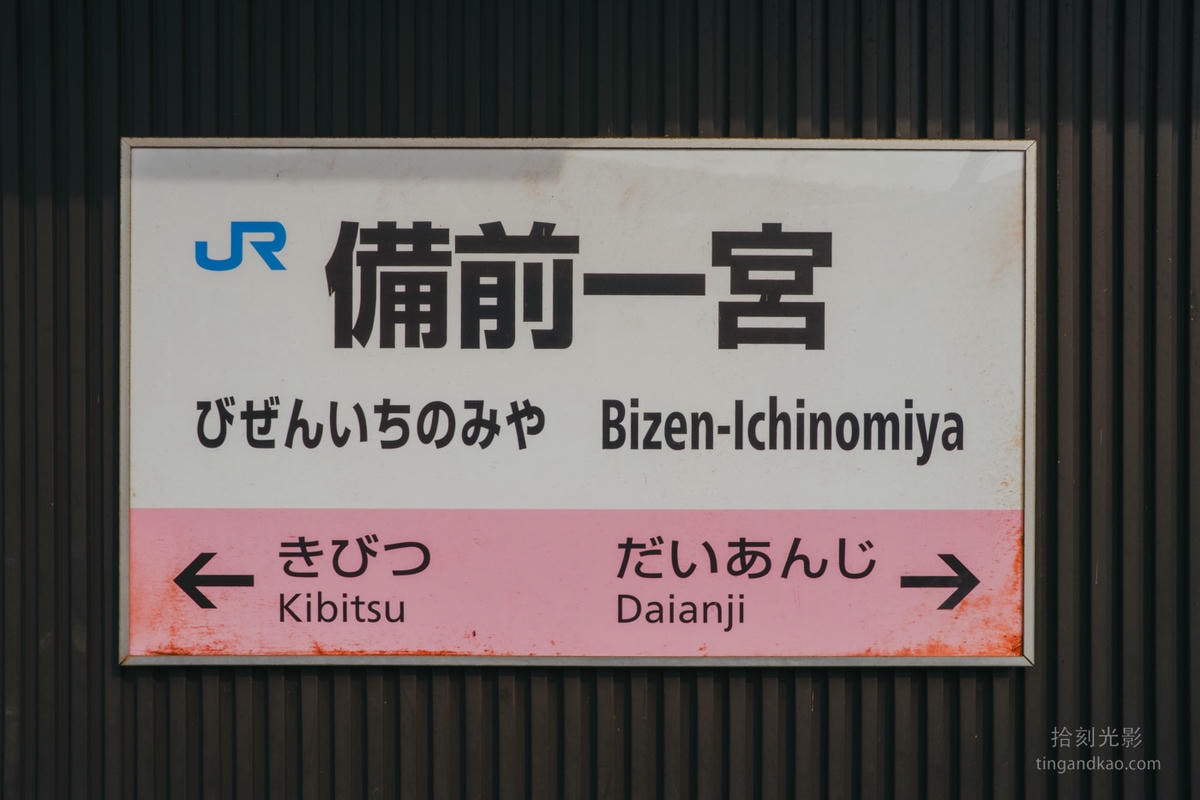 JR 備前一宮
びぜんいちのみや Bizen-Ichinomiya
← きびつ だいあんじ →
Kibitsu Daianji
拾刻光影
tingandkao.com